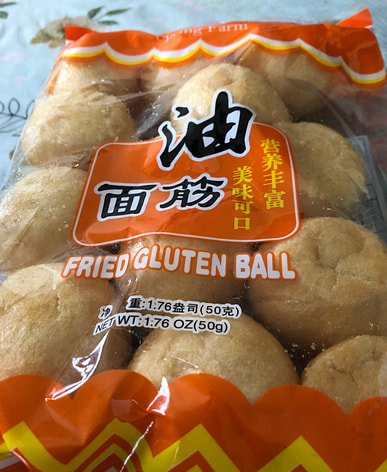 Farm
油
面筋
营养丰富
美味可口
FRIED GLUTEN BALL
净 重:1.76盎司(50克)
NET WT:1.76 OZ(50g)